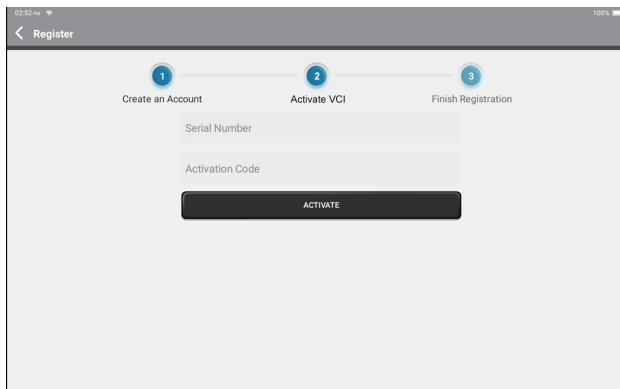 02:52 PM 100%
Register
1 2 3
Create an Account Activate VCI Finish Registration
Serial Number
Activation Code
ACTIVATE